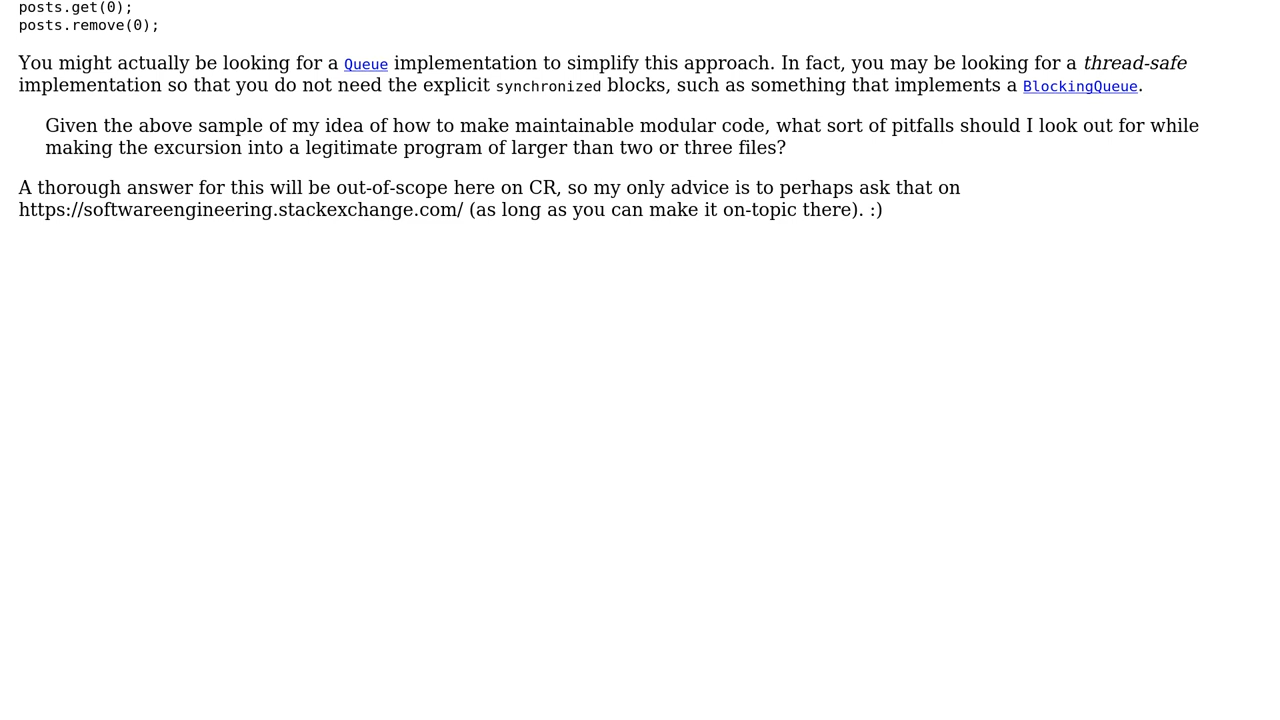 posts.get(0);
posts.remove(0);
You might actually be looking for a Queue implementation to simplify this approach. In fact, you may be looking for a thread-safe
implementation so that you do not need the explicit synchronized blocks, such as something that implements a BlockingQueue.
Given the above sample of my idea of how to make maintainable modular code, what sort of pitfalls should I look out for while
making the excursion into a legitimate program of larger than two or three files?
A thorough answer for this will be out-of-scope here on CR, so my only advice is to perhaps ask that on
https://softwareengineering.stackexchange.com/ (as long as you can make it on-topic there). :)